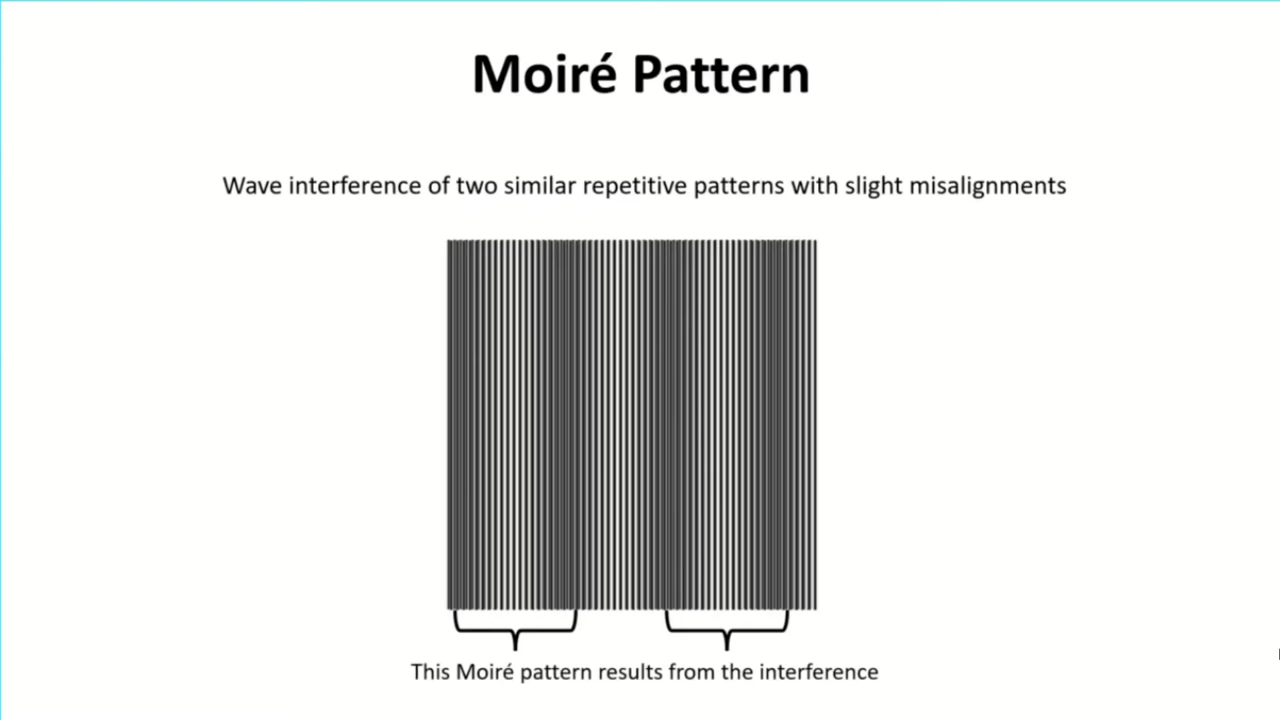 Moiré Pattern
Wave interference of two similar repetitive patterns with slight misalignments
This Moiré pattern results from the interference